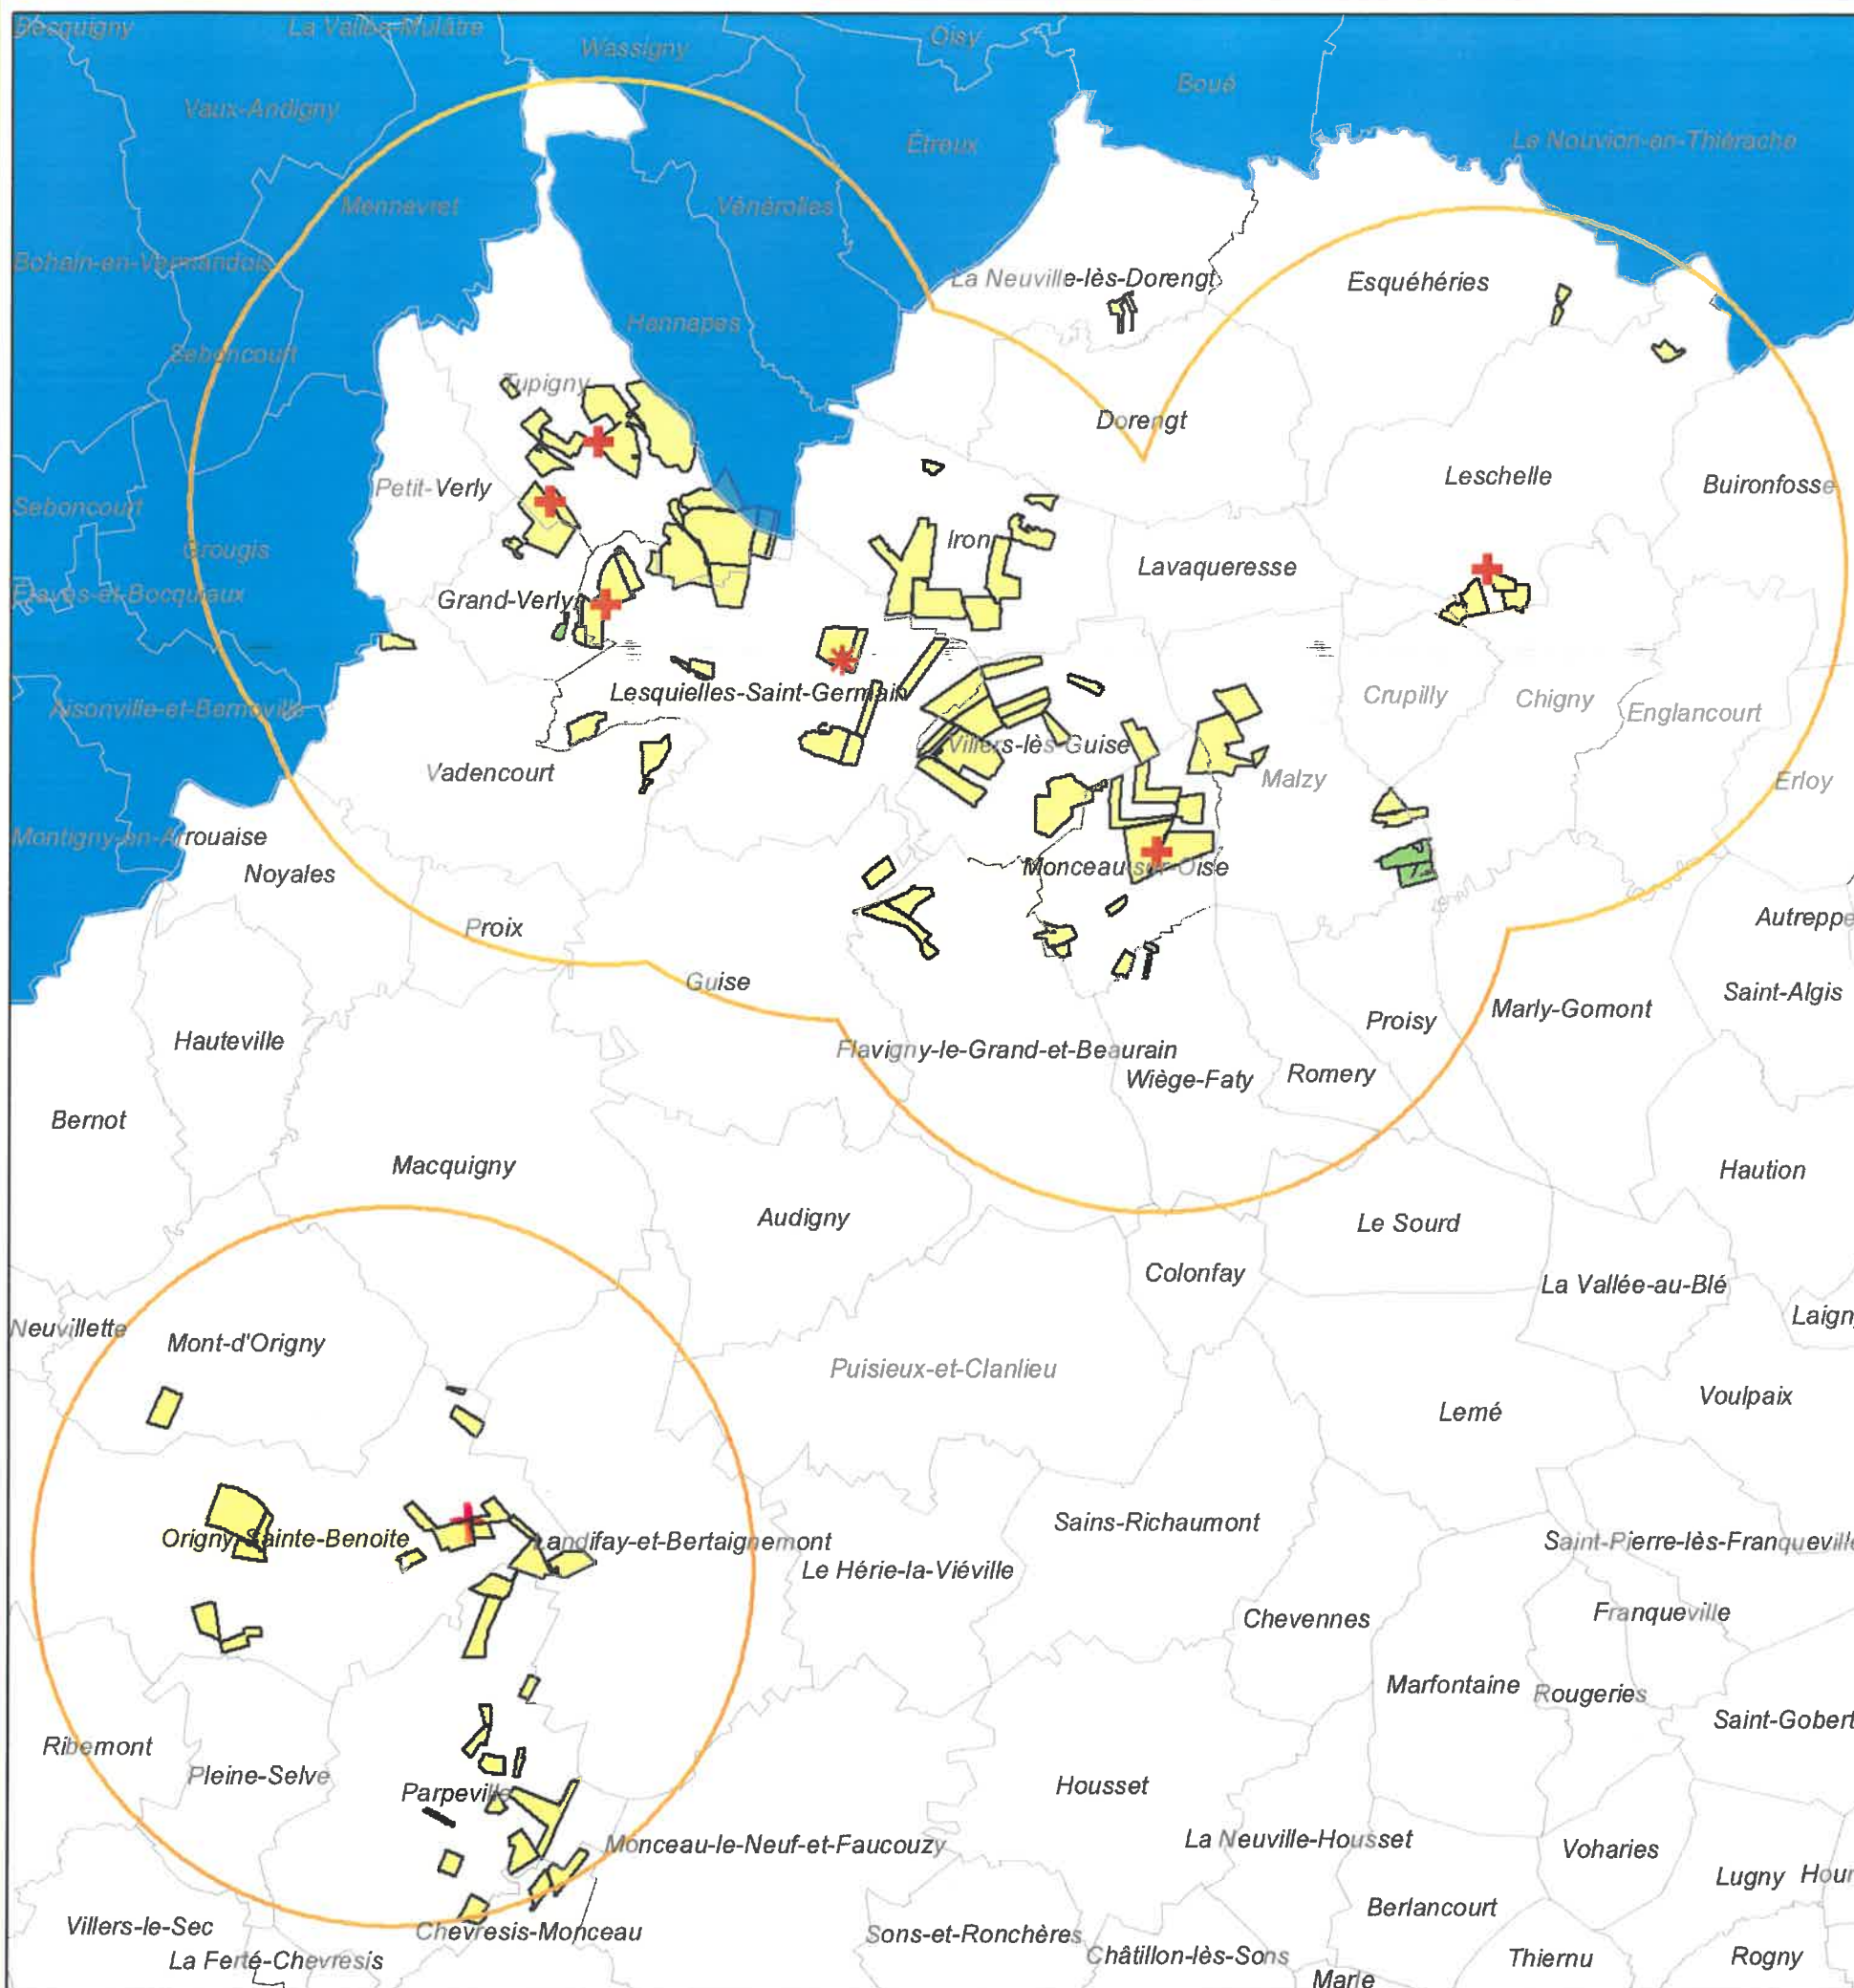 Becquigny
La Vallée-Mulâtre
Wassigny
Oisy
Boué
Vaux-Andigny
Étreux
Le Nouvion-en-Thiérache
Mennevret
Vénérolles
Bohain-en-Vermandois
La Neuville-lès-Dorengt
Esquéhéries
Hannapes
Seboncourt
Tupigny
Dorengt
Petit-Verly
Leschelle
Buironfosse
Seboncourt
Grougis
Iron
Lavaqueresse
Étaves-et-Bocquiaux
Grand-Verly
Lesquielles-Saint-Germain
Crupilly
Chigny
Englancourt
Aisonville-et-Bernoville
Villers-lès-Guise
Vadencourt
Malzy
Erloy
Montigny-en-Arrouaise
Noyales
Monceau-sur-Oise
Proix
Autreppe
Guise
Saint-Algis
Marly-Gomont
Hauteville
Proisy
Flavigny-le-Grand-et-Beaurain
Wiège-Faty
Romery
Bernot
Macquigny
Haution
Audigny
Le Sourd
Colonfay
La Vallée-au-Blé
Neuvillette
Mont-d'Origny
Laign
Puisieux-et-Clanlieu
Voulpaix
Lemé
Sains-Richaumont
Origny-Sainte-Benoite
Landifay-et-Bertaignemont
Saint-Pierre-lès-Franqueville
Le Hérie-la-Viéville
Chevennes
Franqueville
Marfontaine
Rougeries
Saint-Gobert
Ribemont
Pleine-Selve
Parpeville
Housset
Monceau-le-Neuf-et-Faucouzy
La Neuville-Housset
Voharies
Lugny
Hour
Berlancourt
Villers-le-Sec
Chevresis-Monceau
Sons-et-Ronchères
Châtillon-lès-Sons
La Ferté-Chevresis
Thiernu
Rogny
Marle